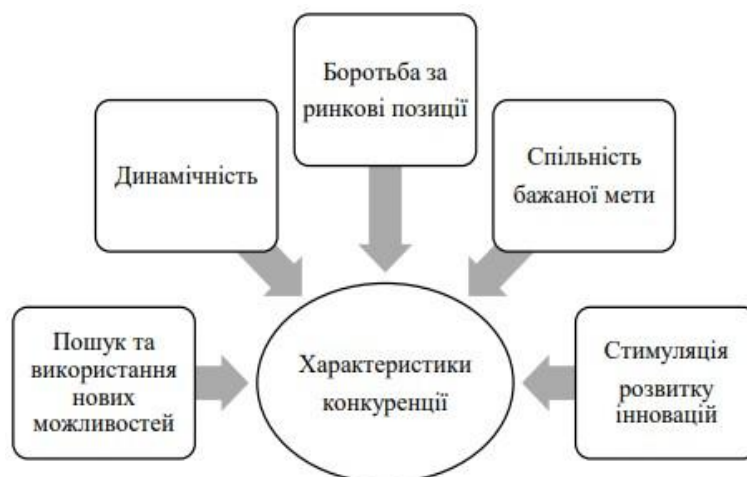 Боротьба за
ринкові позиції
Динамічність
Спільність
бажаної мети
Пошук та
використання
нових
можливостей
Характеристики
конкуренції
Стимуляція
розвитку
інновацій